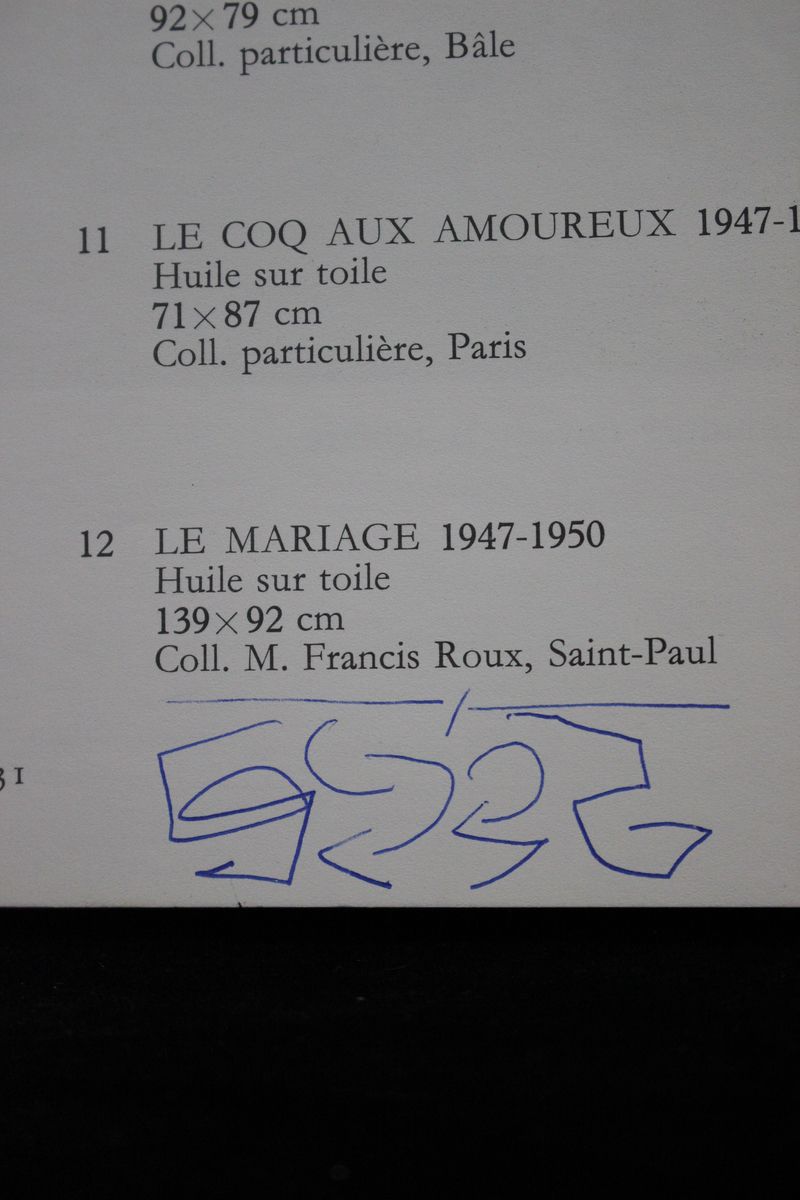 92×79 cm
Coll. particulière, Bâle
11 LE COQ AUX AMOUREUX 1947-1
Huile sur toile
71×87 cm
Coll. particulière, Paris
12 LE MARIAGE 1947-1950
Huile sur toile
139×92 cm
Coll. M. Francis Roux, Saint-Paul
31